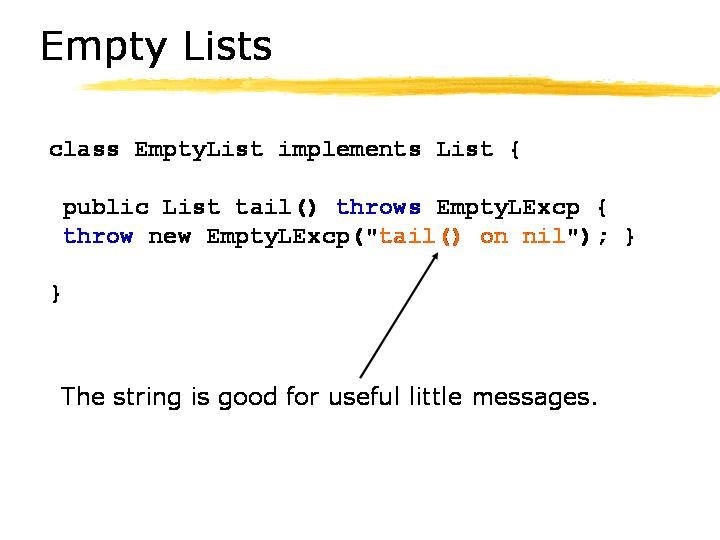 Empty Lists
class EmptyList implements List {
public List tail() throws EmptyLExcp {
throw new EmptyLExcp("tail() on nil"); }
}
The string is good for useful little messages.